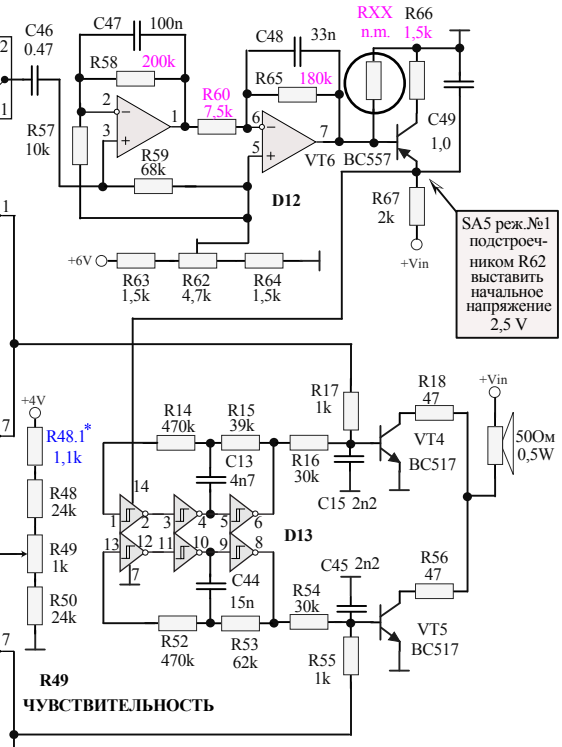 C46
0.47
C47
100n
R58
200k
C48
33n
R60
7,5k
R65
180k
RXX
n.m.
R66
1,5k
2
1
2
3
1
6
5
7
R57
10k
R59
68k
D12
VT6
BC557
C49
1,0
R67
2k
+Vin
+6V
R63
1,5k
R62
4,7k
R64
1,5k
SA5 реж.№1
подстроеч-
ником R62
выставить
начальное
напряжение
2,5 V
1
7
+4V
R48.1*
1,1k
R48
24k
R49
1k
R50
24k
R14
470k
R15
39k
C13
4n7
R16
30k
R17
1k
C15 2n2
VT4
BC517
R18
47
+Vin
50Ом
0,5W
14
1
2
3
4
5
6
13
12
11
10
9
8
7
D13
C44
15n
R52
470k
R53
62k
R54
30k
C45 2n2
R55
1k
R56
47
VT5
BC517
7
R49
ЧУВСТВИТЕЛЬНОСТЬ